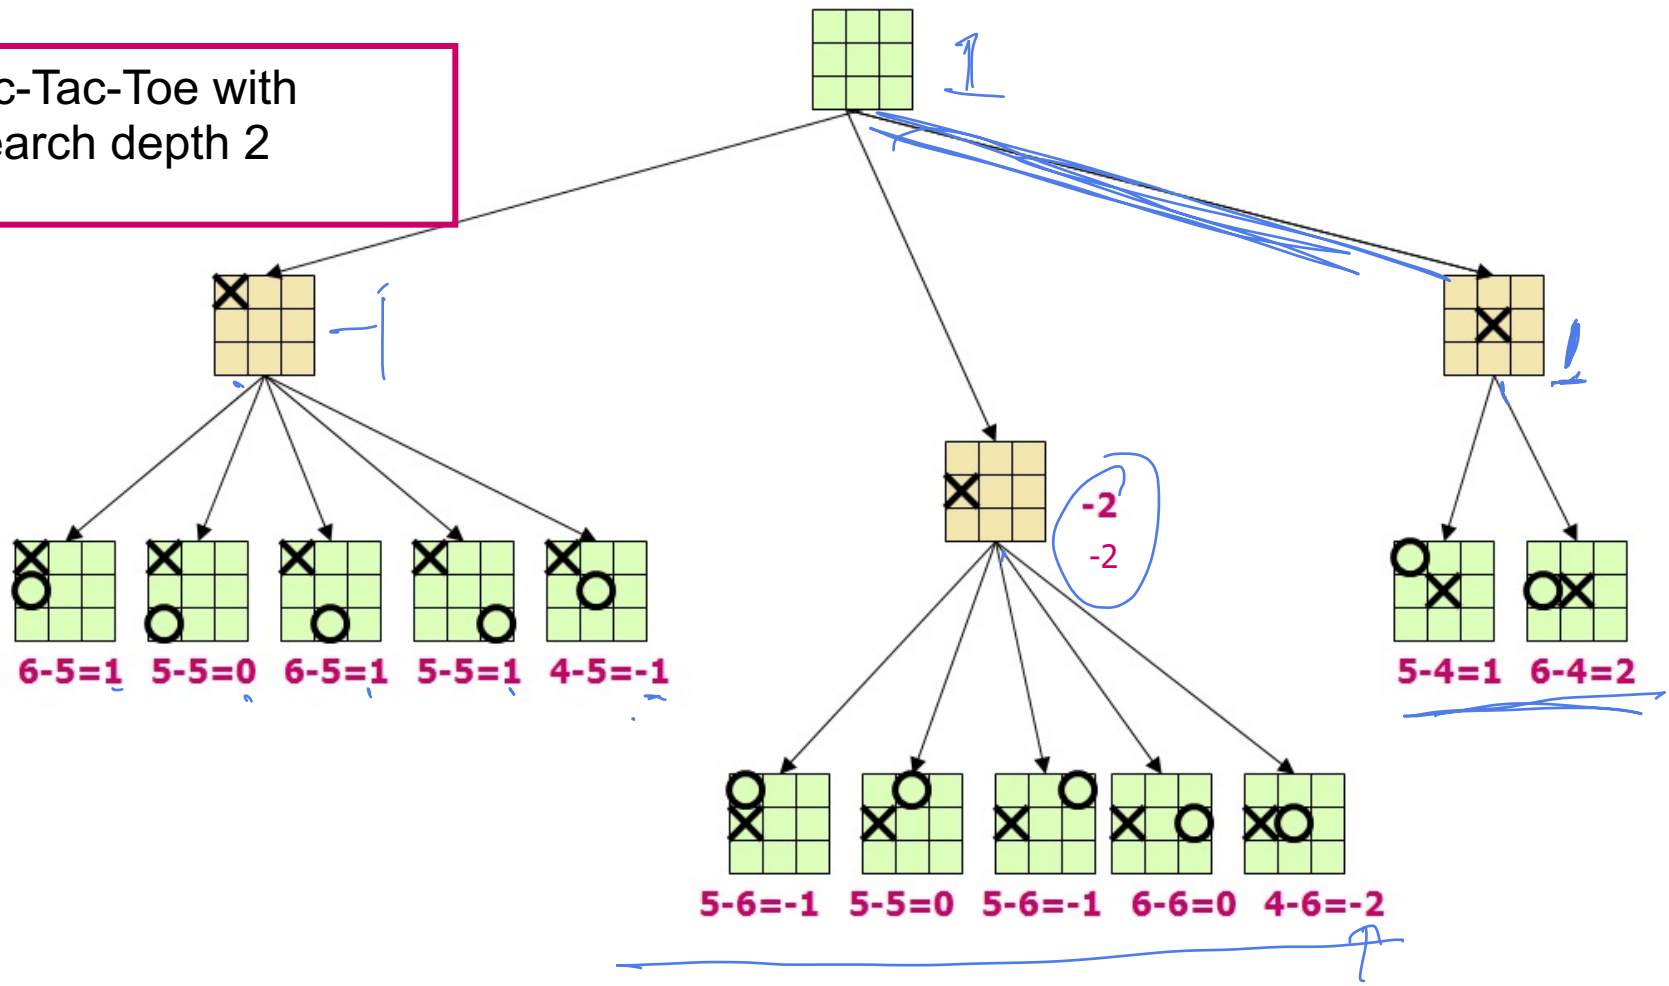 c-Tac-Toe with
earch depth 2
1
-1
1
-2
-2
6-5=1 5-5=0 6-5=1 5-5=1 4-5=-1
5-4=1 6-4=2
5-6=-1 5-5=0 5-6=-1 6-6=0 4-6=-2